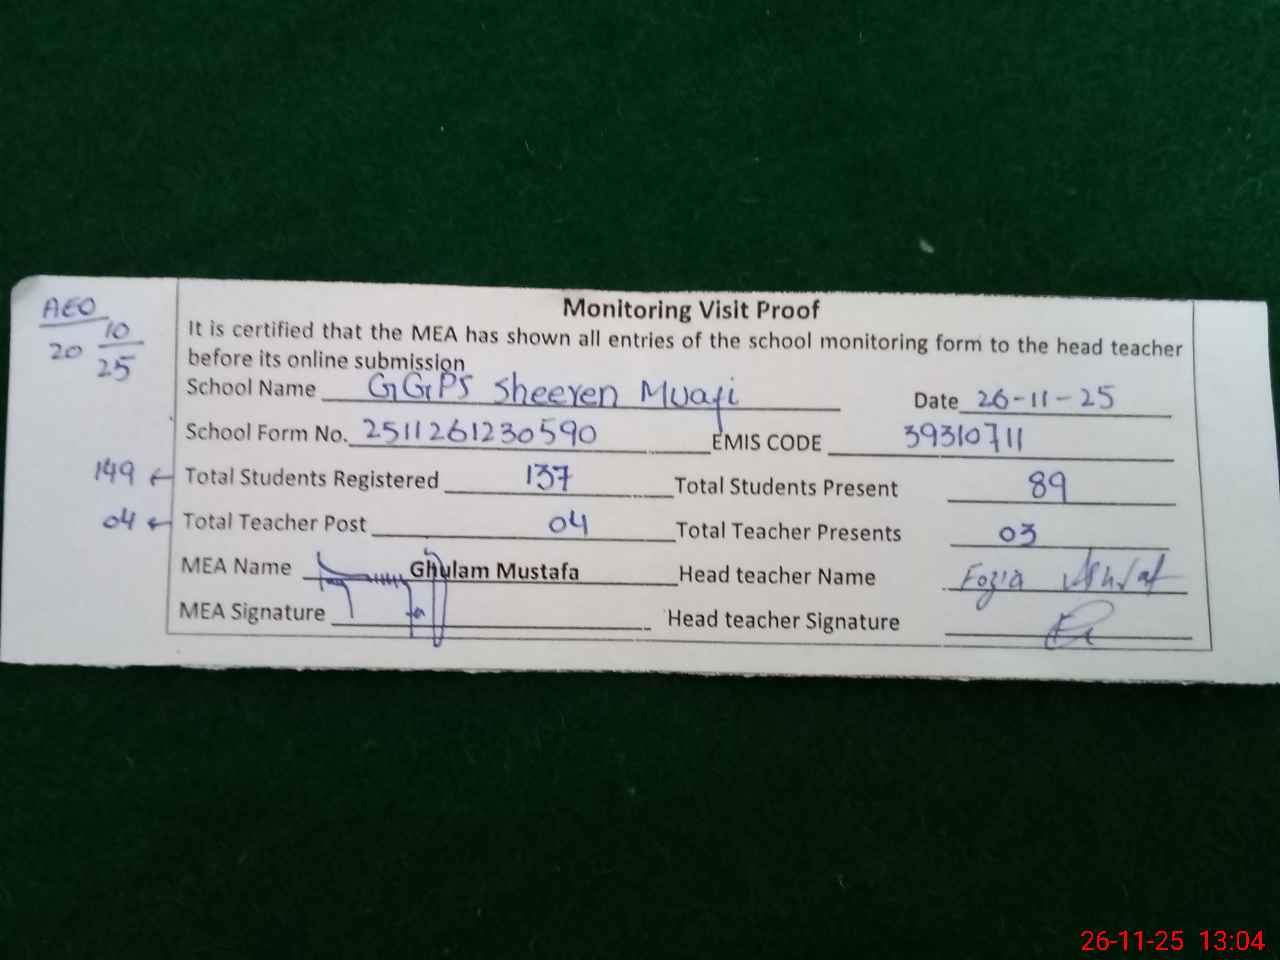 AEO
20 10/25
Monitoring Visit Proof
It is certified that the MEA has shown all entries of the school monitoring form to the head teacher
before its online submission
School Name GGPS Sheeren Muafi Date 26-11-25
School Form No. 2511261230590 EMIS CODE 39310711
149 ← Total Students Registered 137 Total Students Present 89
04 ← Total Teacher Post 04 Total Teacher Presents 03
MEA Name Ghulam Mustafa Head teacher Name Fozia Ashraf
MEA Signature Head teacher Signature
26-11-25 13:04